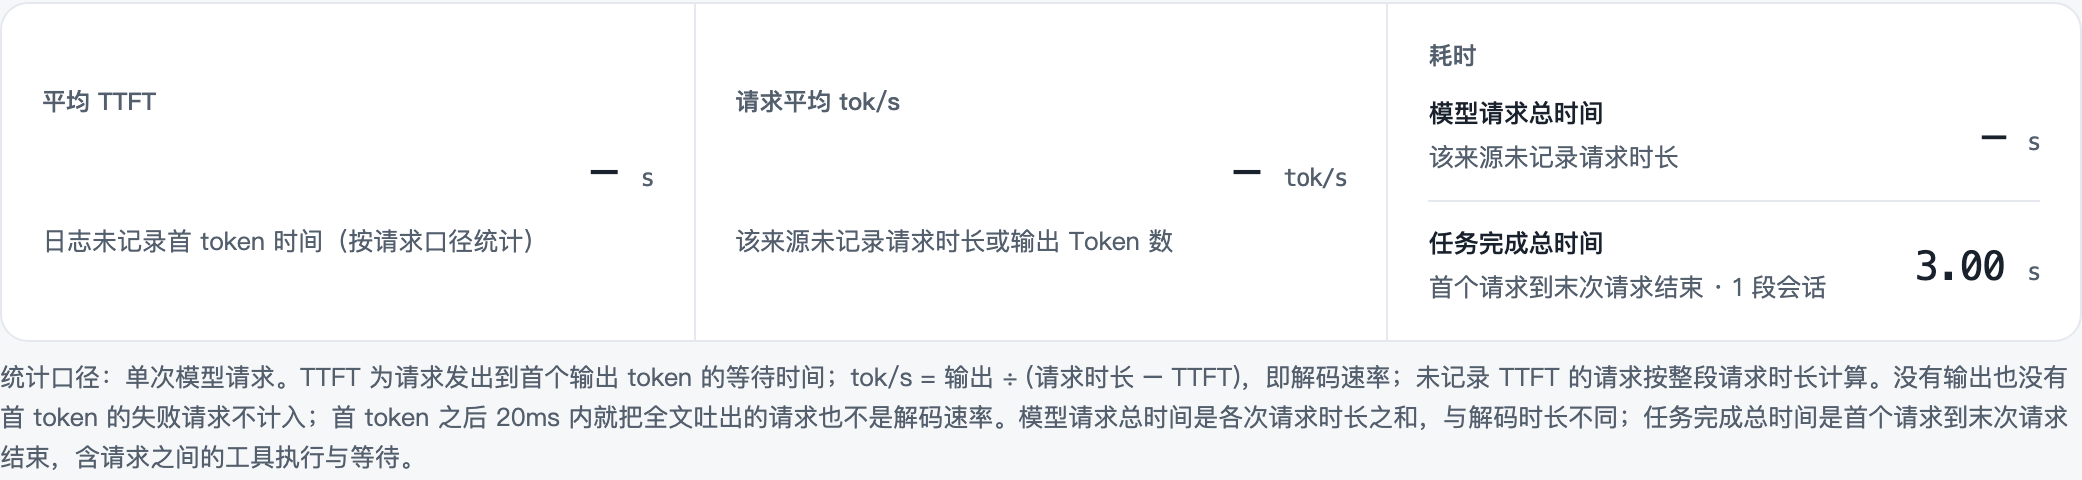 平均 TTFT
— s
日志未记录首 token 时间（按请求口径统计）
请求平均 tok/s
— tok/s
该来源未记录请求时长或输出 Token 数
耗时
模型请求总时间
该来源未记录请求时长
— s
任务完成总时间
首个请求到末次请求结束 · 1 段会话
3.00 s
统计口径：单次模型请求。TTFT 为请求发出到首个输出 token 的等待时间；tok/s = 输出 ÷ (请求时长 − TTFT)，即解码速率；未记录 TTFT 的请求按整段请求时长计算。没有输出也没有
首 token 的失败请求不计入；首 token 之后 20ms 内就把全文吐出的请求也不是解码速率。模型请求总时间是各次请求时长之和，与解码时长不同；任务完成总时间是首个请求到末次请求
结束，含请求之间的工具执行与等待。